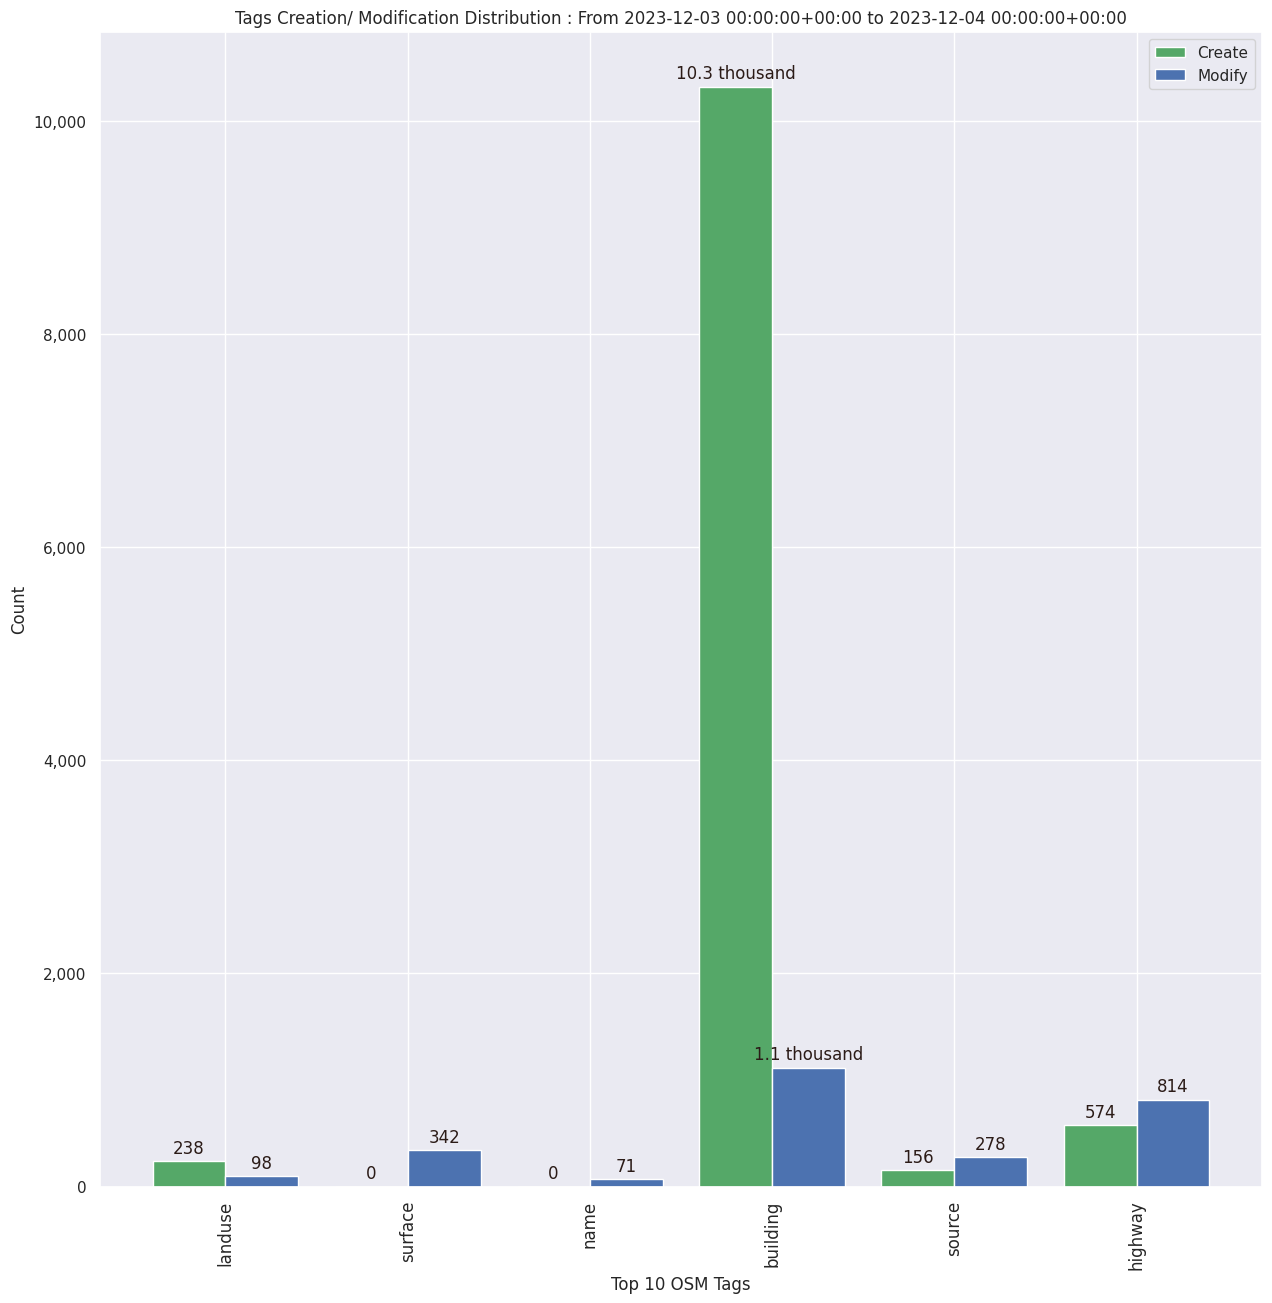 Tags Creation/ Modification Distribution : From 2023-12-03 00:00:00+00:00 to 2023-12-04 00:00:00+00:00
Create
Modify
10.3 thousand
10,000
8,000
6,000
4,000
2,000
0
Count
238
98
0
342
0
71
1.1 thousand
156
278
574
814
landuse
surface
name
building
source
highway
Top 10 OSM Tags